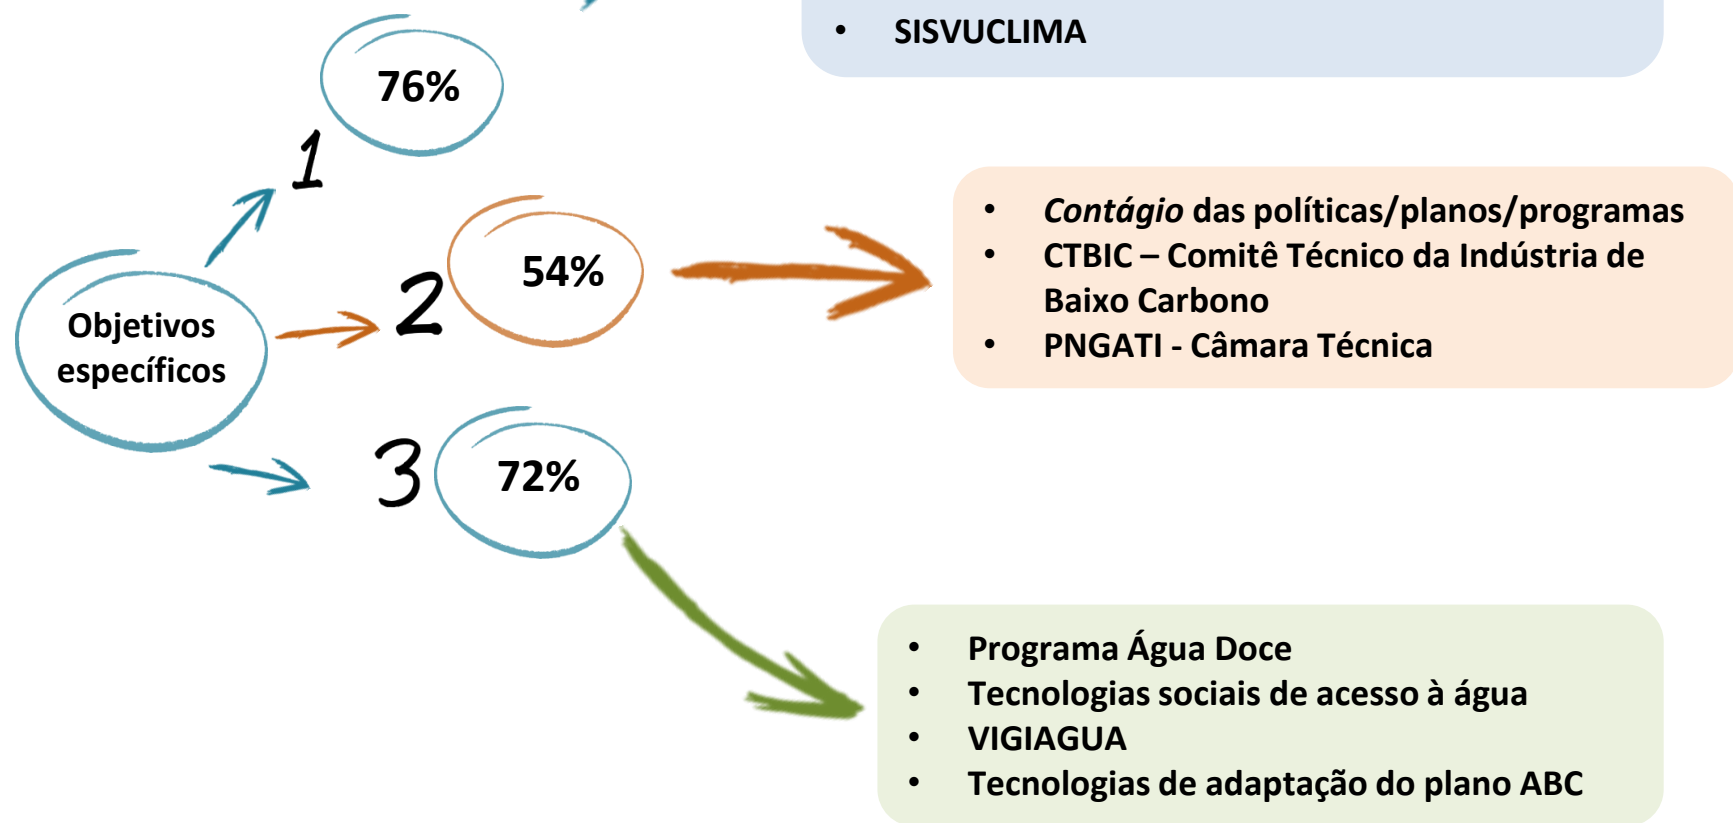 • SISVUCLIMA
76%
1
• Contágio das políticas/planos/programas
• CTBIC – Comitê Técnico da Indústria de
Baixo Carbono
• PNGATI - Câmara Técnica
54%
2
Objetivos
específicos
3
72%
• Programa Água Doce
• Tecnologias sociais de acesso à água
• VIGIAGUA
• Tecnologias de adaptação do plano ABC